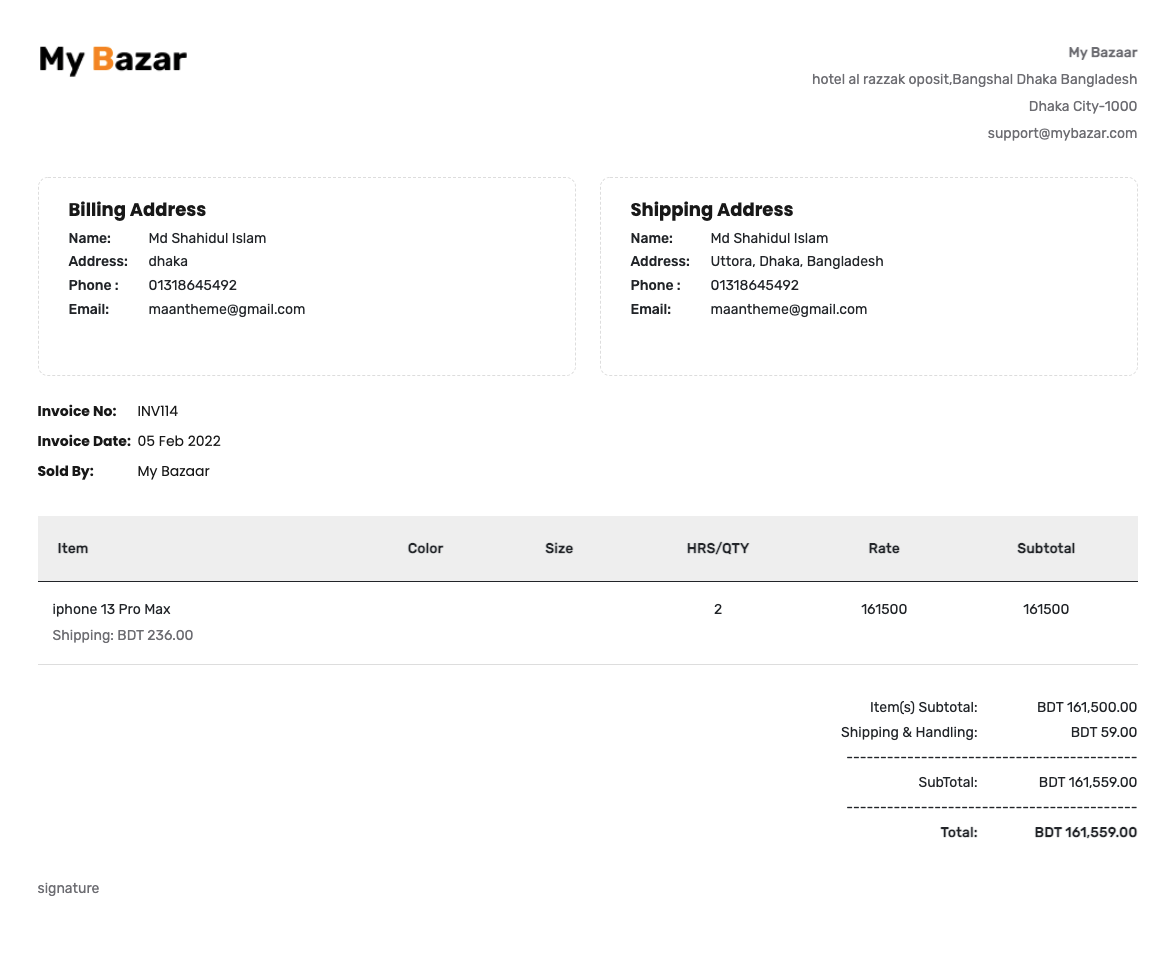 My Bazar
My Bazaar
hotel al razzak oposit,Bangshal Dhaka Bangladesh
Dhaka City-1000
support@mybazar.com
Billing Address
Name: Md Shahidul Islam
Address: dhaka
Phone : 01318645492
Email: maantheme@gmail.com
Shipping Address
Name: Md Shahidul Islam
Address: Uttora, Dhaka, Bangladesh
Phone : 01318645492
Email: maantheme@gmail.com
Invoice No: INV114
Invoice Date: 05 Feb 2022
Sold By: My Bazaar
Item Color Size HRS/QTY Rate Subtotal
iphone 13 Pro Max 2 161500 161500
Shipping: BDT 236.00
Item(s) Subtotal: BDT 161,500.00
Shipping & Handling: BDT 59.00
-------------------------------------------
SubTotal: BDT 161,559.00
-------------------------------------------
Total: BDT 161,559.00
signature